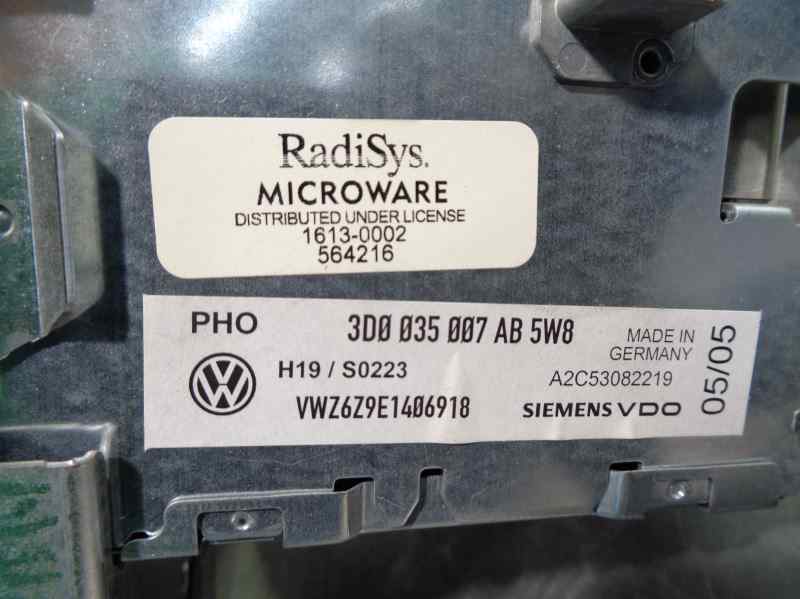 RadiSys.
MICROWARE
DISTRIBUTED UNDER LICENSE
1613-0002
564216
PHO 3D0 035 007 AB 5W8
MADE IN GERMANY
05/05
VW
H19 / S0223
A2C53082219
VWZ6Z9E1406918
SIEMENS VDO